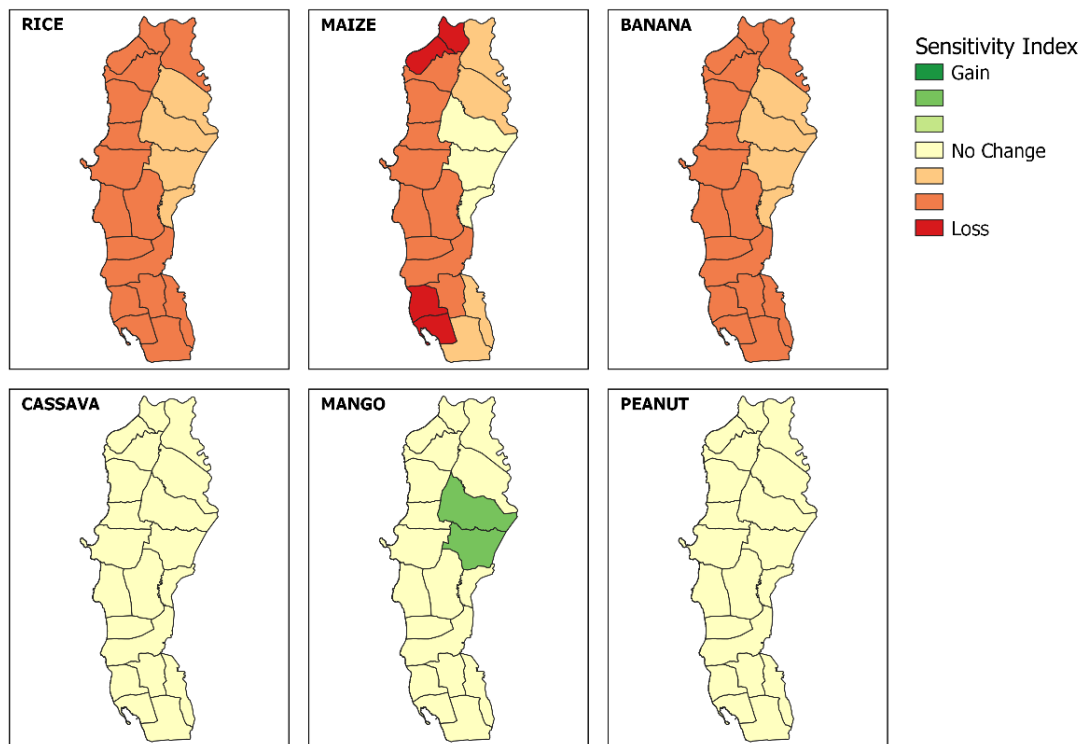 RICE
MAIZE
BANANA
Sensitivity Index
Gain
No Change
Loss
CASSAVA
MANGO
PEANUT